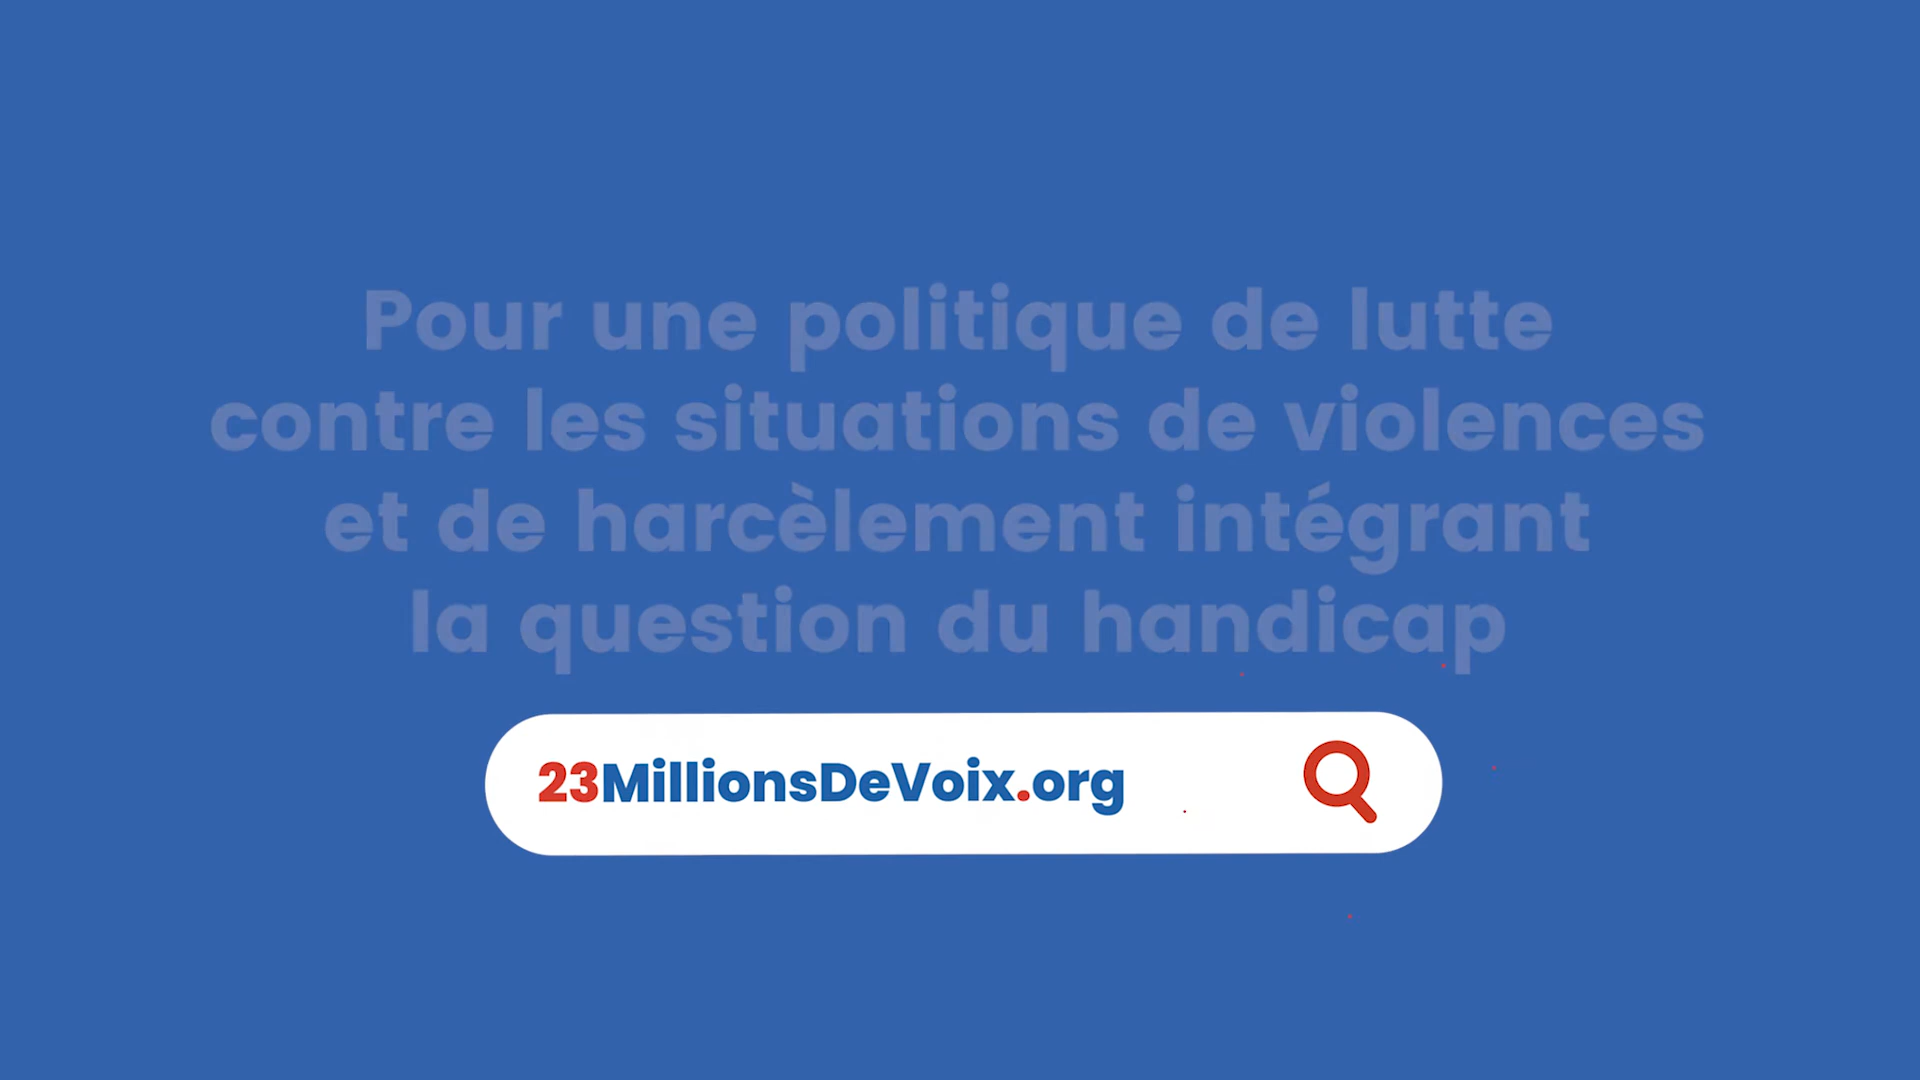 Pour une politique de lutte
contre les situations de violences
et de harcèlement intégrant
la question du handicap
23MillionsDeVoix.org